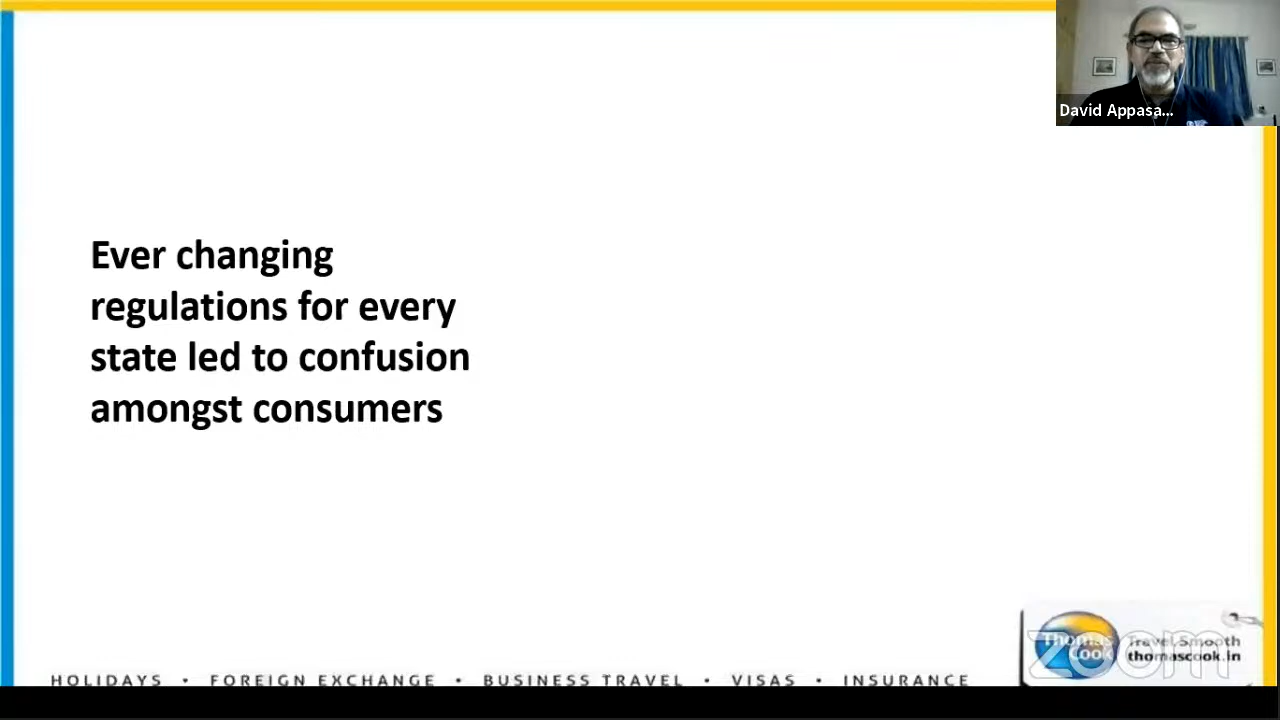 David Appasa...
Ever changing
regulations for every
state led to confusion
amongst consumers
Thomas
Cook
Travel Smooth
thomascook.in
zoom
HOLIDAYS • FOREIGN EXCHANGE • BUSINESS TRAVEL • VISAS • INSURANCE